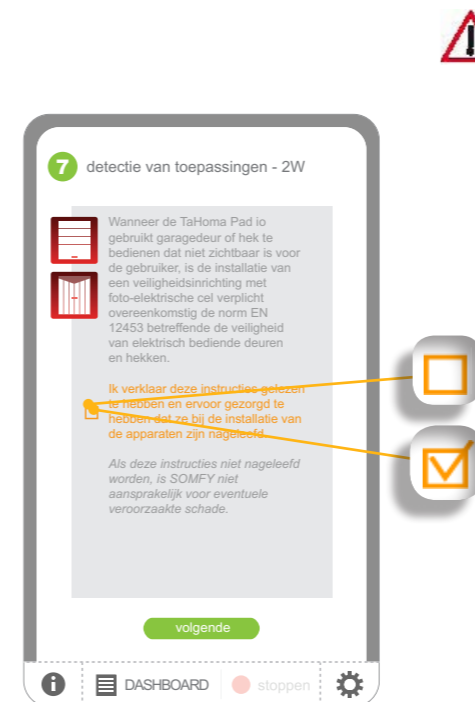 7 detectie van toepassingen - 2W
Wanneer de TaHoma Pad io
gebruikt garagedeur of hek te
bedienen dat niet zichtbaar is voor
de gebruiker, is de installatie van
een veiligheidsinrichting met
foto-elektrische cel verplicht
overeenkomstig de norm EN
12453 betreffende de veiligheid
van elektrisch bediende deuren
en hekken.
Ik verklaar deze instructies gelezen
te hebben en ervoor gezorgd te
hebben dat ze bij de installatie van
de apparaten zijn nageleefd.
Als deze instructies niet nageleefd
worden, is SOMFY niet
aansprakelijk voor eventuele
veroorzaakte schade.
volgende
DASHBOARD stoppen